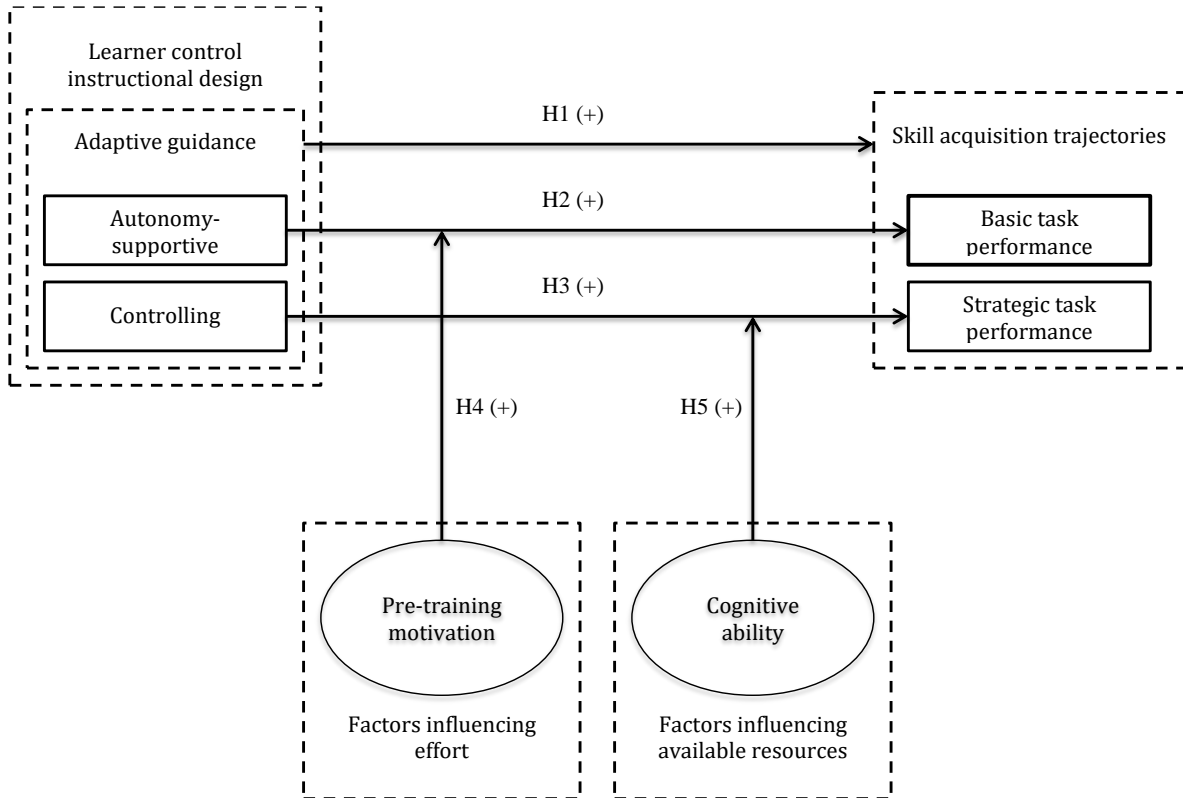 Learner control
instructional design
Adaptive guidance
H1 (+)
Skill acquisition trajectories
Autonomy-
supportive
H2 (+)
Basic task
performance
Controlling
H3 (+)
Strategic task
performance
H4 (+)
H5 (+)
Pre-training
motivation
Cognitive
ability
Factors influencing
effort
Factors influencing
available resources